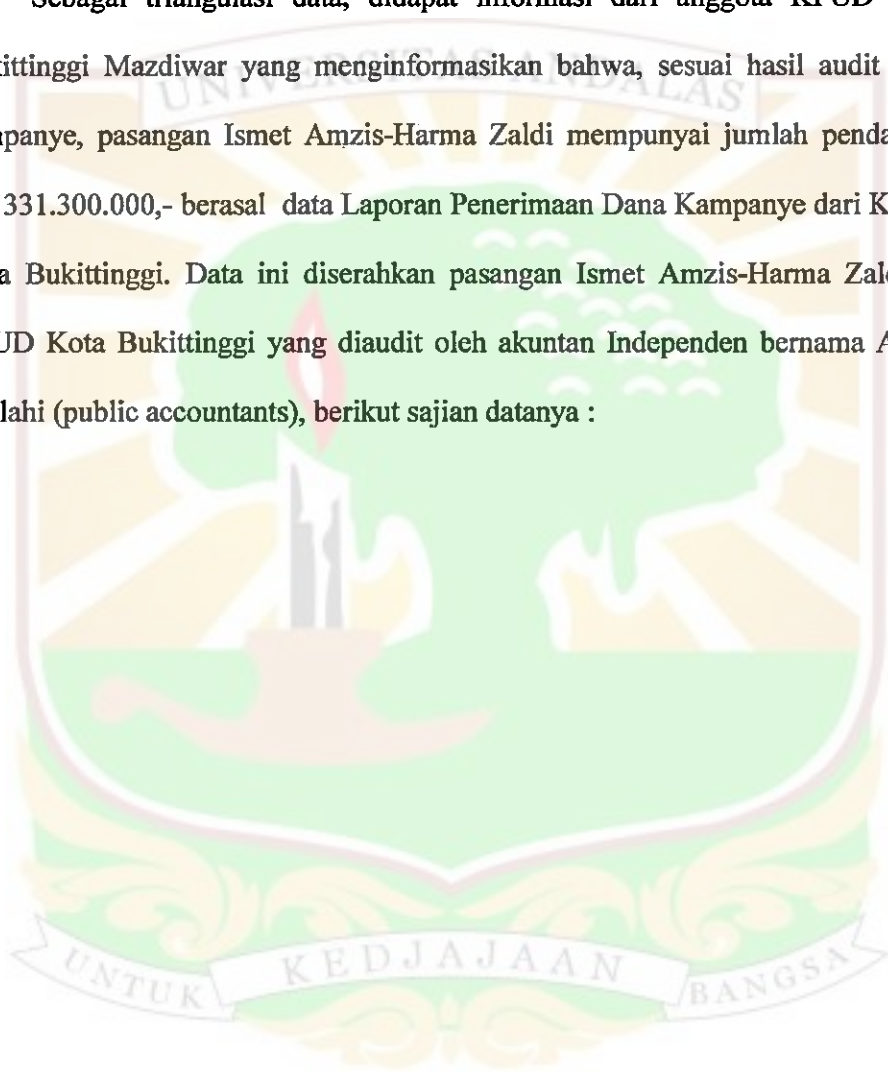 Sebagai triangulasi data, didapat informasi dari anggota KPUD
kittinggi Mazdiwar yang menginformasikan bahwa, sesuai hasil audit
npanye, pasangan Ismet Amzis-Harma Zaldi mempunyai jumlah penda
331.300.000,- berasal data Laporan Penerimaan Dana Kampanye dari K
a Bukittinggi. Data ini diserahkan pasangan Ismet Amzis-Harma Zal
UD Kota Bukittinggi yang diaudit oleh akuntan Independen bernama A
lahi (public accountants), berikut sajian datanya :
UNIVERSITAS ANDALAS
UNTUK KEDJAJAAN BANGSA